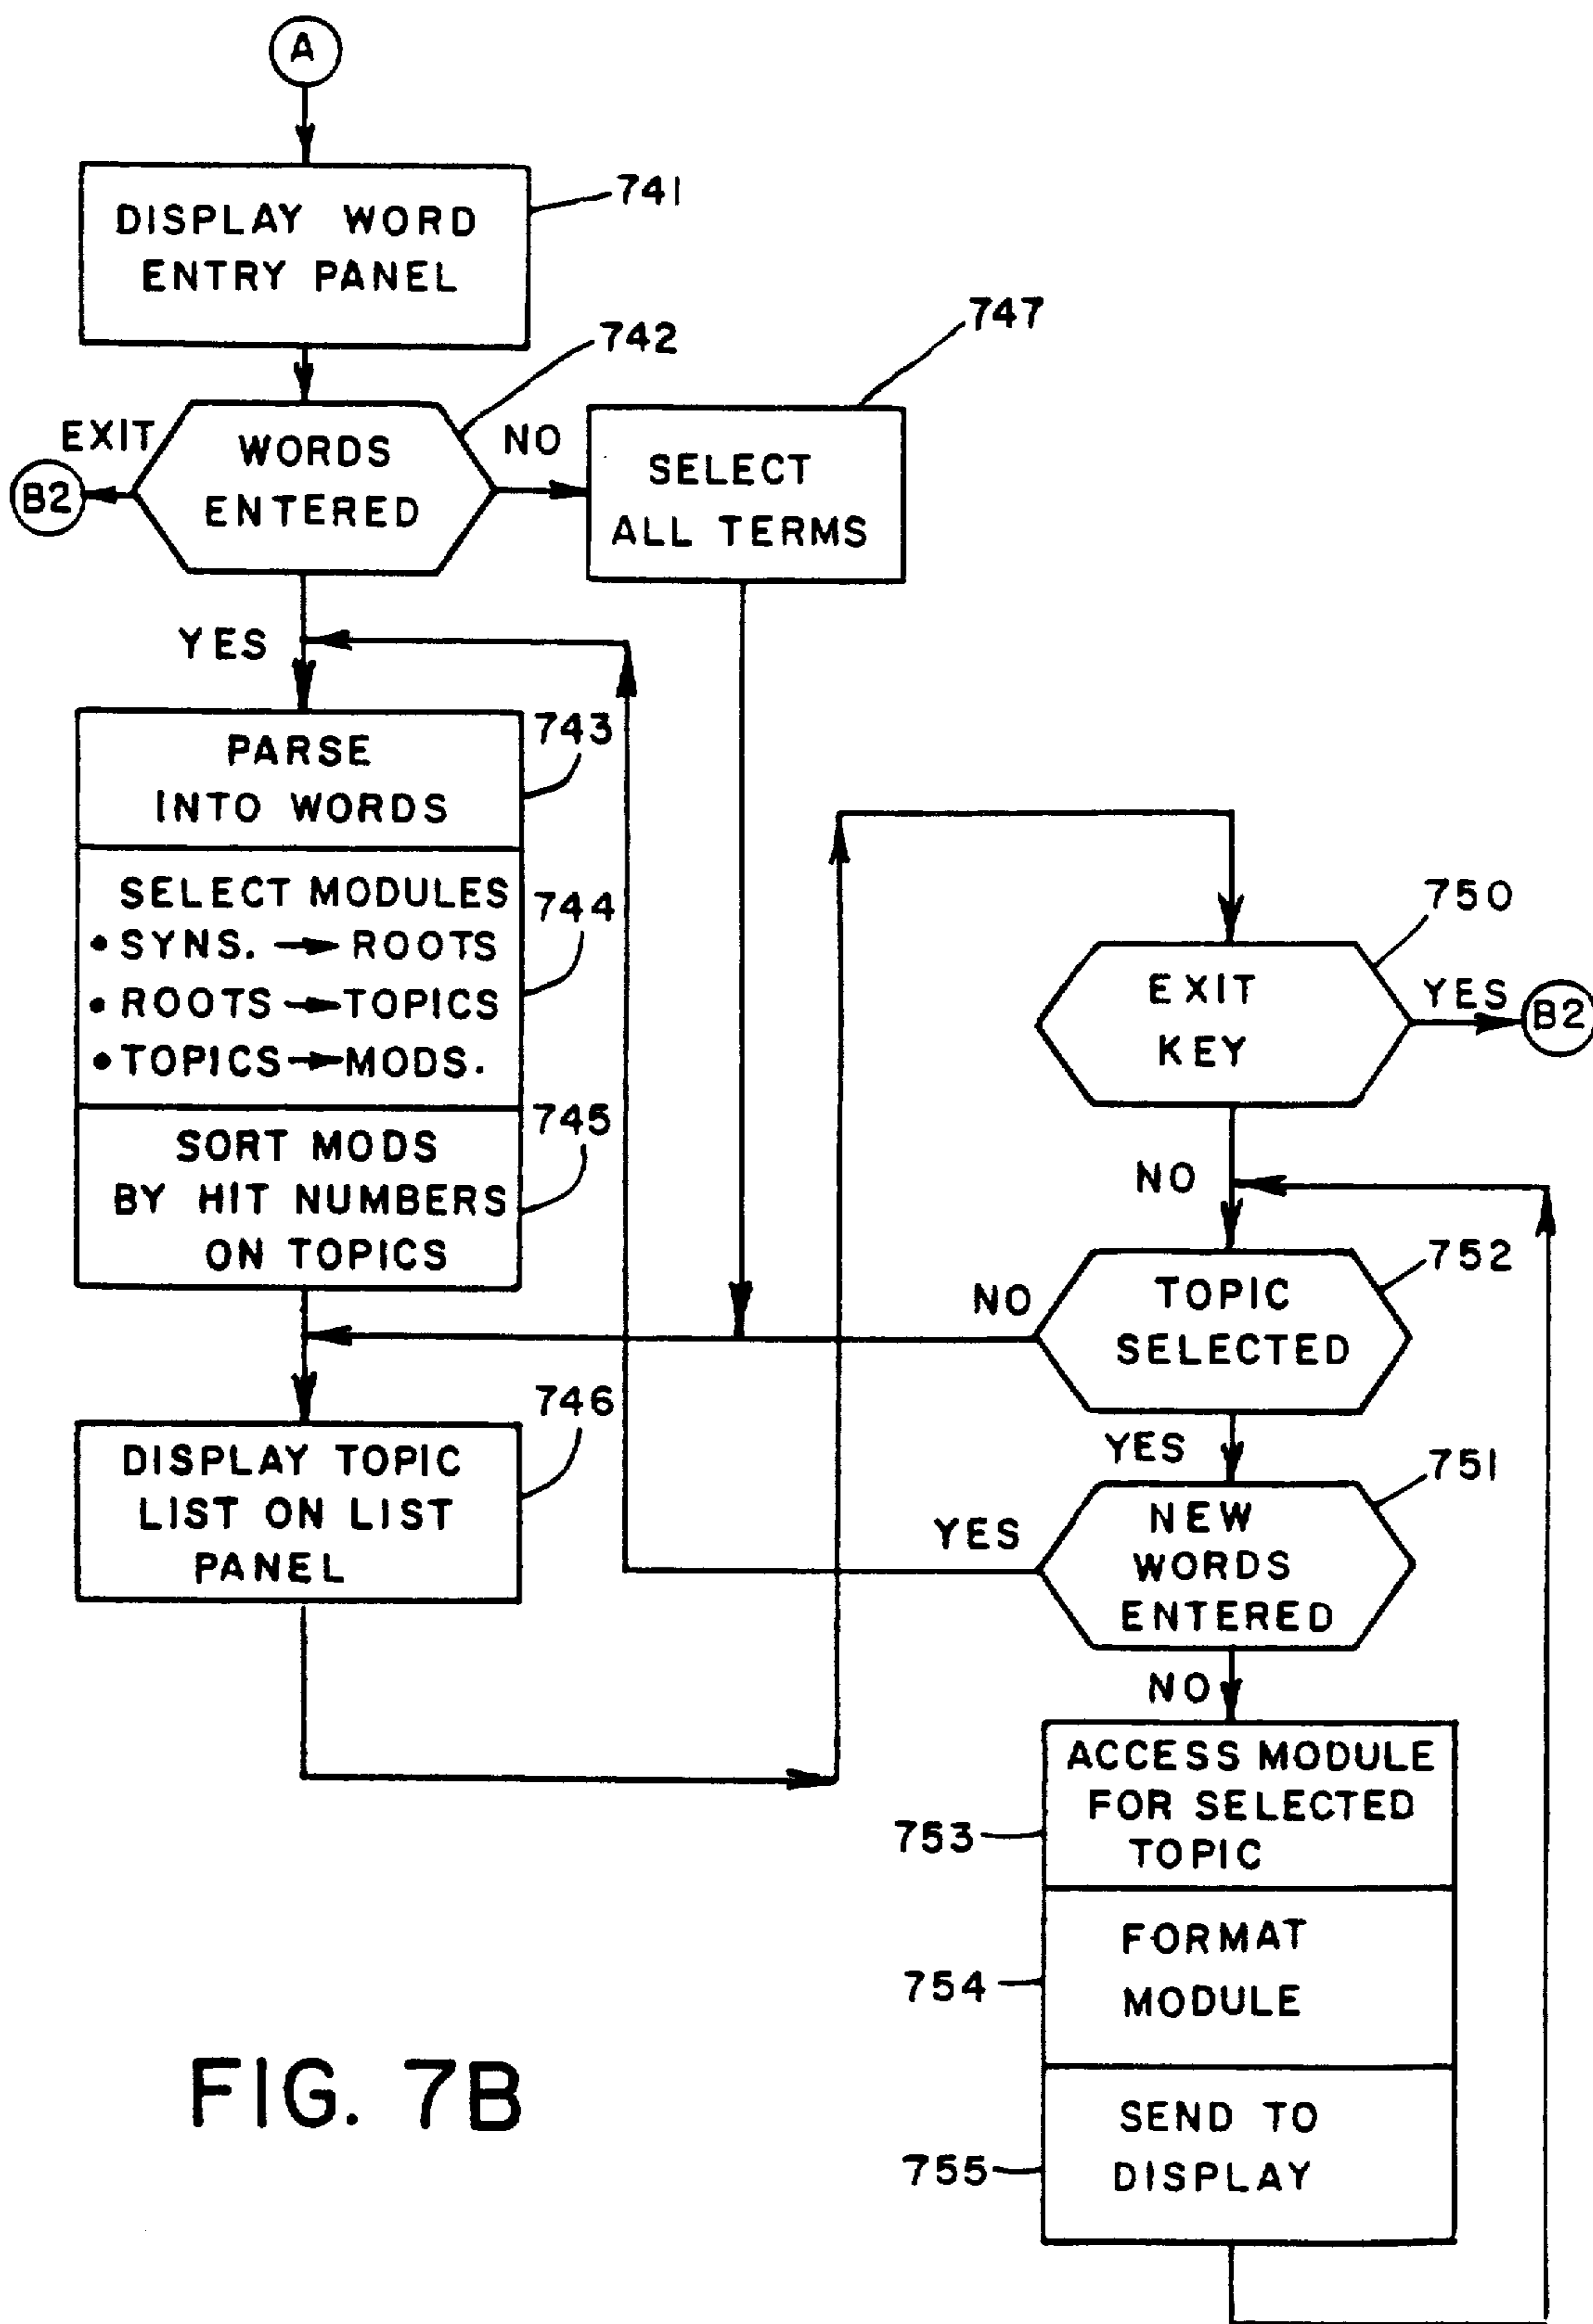 A
DISPLAY WORD
ENTRY PANEL
741
742
747
EXIT
B2
WORDS
ENTERED
NO
SELECT
ALL TERMS
YES
PARSE
INTO WORDS
743
SELECT MODULES
• SYNS. → ROOTS
• ROOTS → TOPICS
• TOPICS → MODS.
744
SORT MODS
BY HIT NUMBERS
ON TOPICS
745
DISPLAY TOPIC
LIST ON LIST
PANEL
746
EXIT
KEY
750
YES
B2
NO
TOPIC
SELECTED
752
NO
YES
NEW
WORDS
ENTERED
751
YES
NO
ACCESS MODULE
FOR SELECTED
TOPIC
753
FORMAT
MODULE
754
SEND TO
DISPLAY
755
FIG. 7B